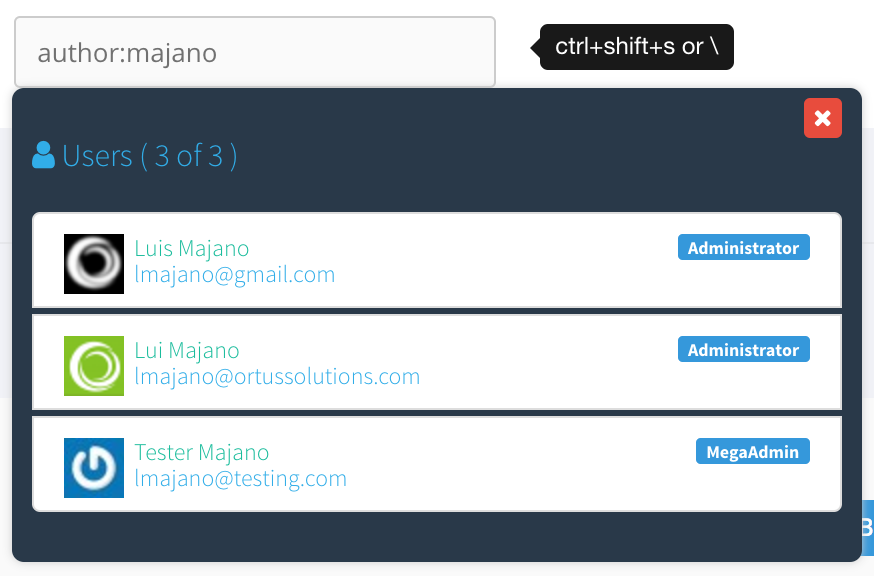 author:majano
ctrl+shift+s or \
Users ( 3 of 3 )
Luis Majano
Administrator
lmajano@gmail.com
Lui Majano
Administrator
lmajano@ortussolutions.com
Tester Majano
MegaAdmin
lmajano@testing.com